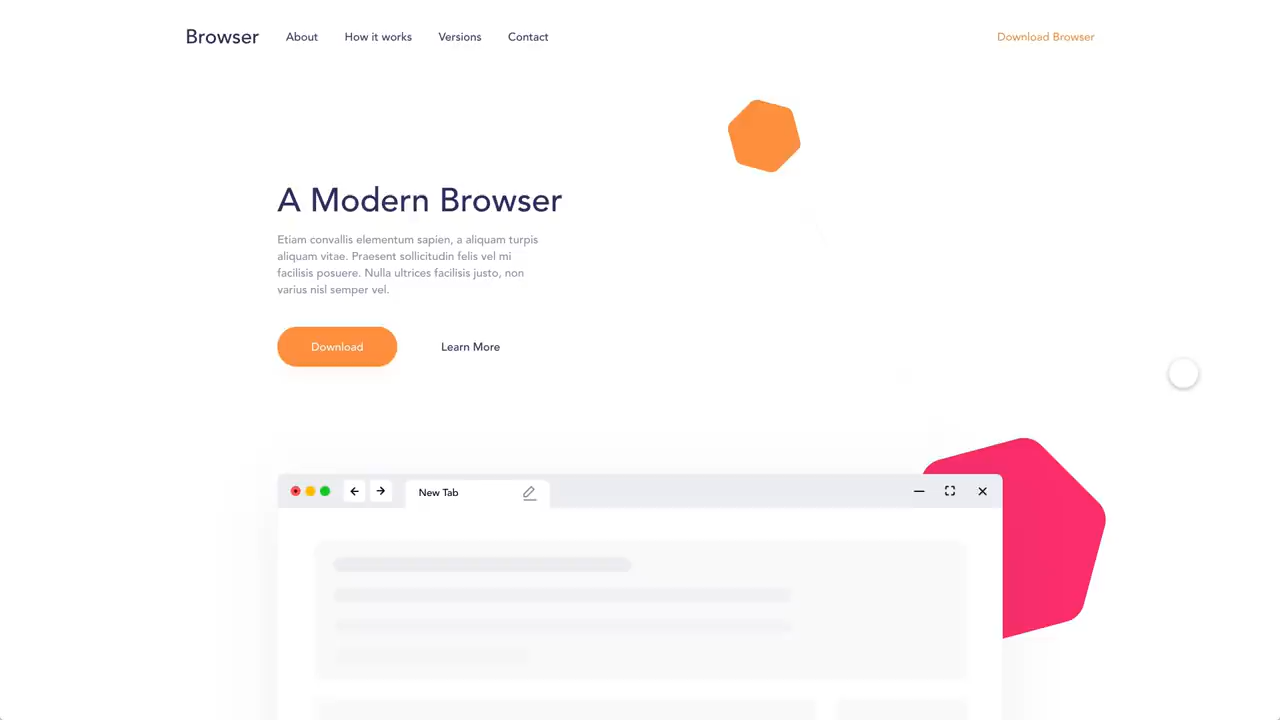 Browser
About
How it works
Versions
Contact
Download Browser
A Modern Browser
Etiam convallis elementum sapien, a aliquam turpis
aliquam vitae. Praesent sollicitudin felis vel mi
facilisis posuere. Nulla ultrices facilisis justo, non
varius nisl semper vel.
Download
Learn More
New Tab